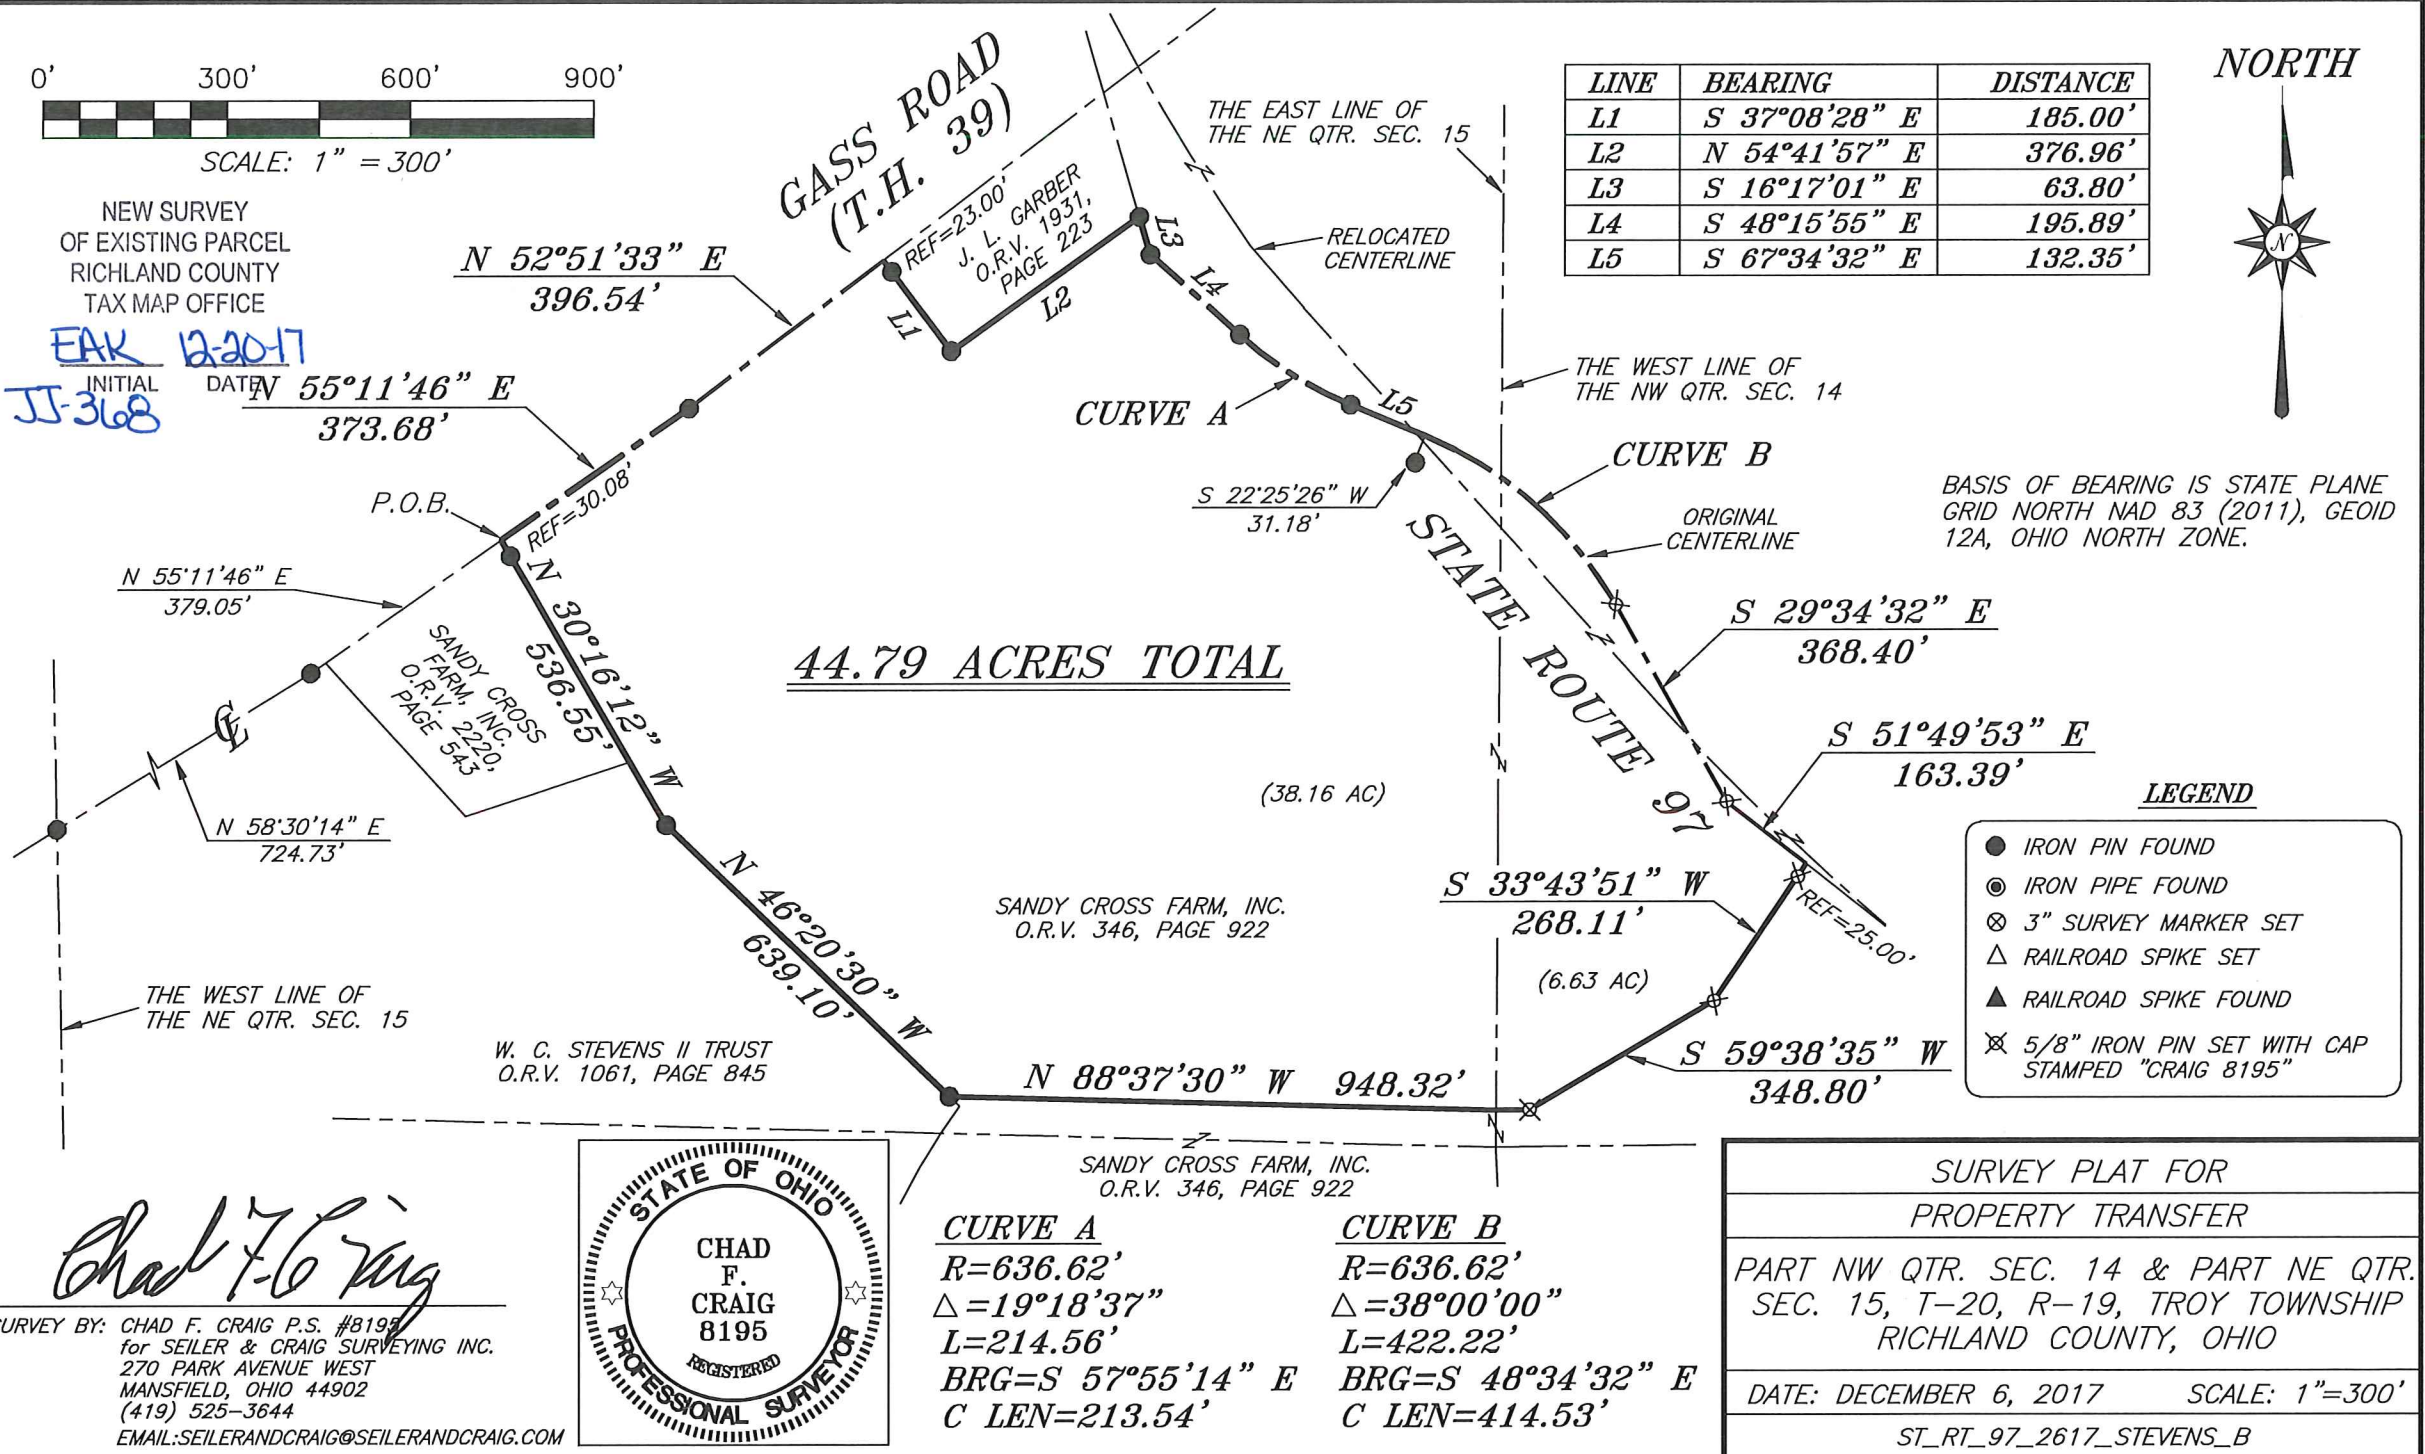 0' 300' 600' 900'
SCALE: 1" = 300'
NEW SURVEY
OF EXISTING PARCEL
RICHLAND COUNTY
TAX MAP OFFICE
EAK 12-20-17
INITIAL DATE
JJ-368
GASS ROAD
(T.H. 39)
N 52°51'33" E
396.54'
N 55°11'46" E
373.68'
P.O.B.
REF=30.08'
N 55°11'46" E
379.05'
REF=23.00'
J. L. GARBER
O.R.V. 1931,
PAGE 223
L1
L2
L3
L4
L5
THE EAST LINE OF
THE NE QTR. SEC. 15
RELOCATED
CENTERLINE
LINE BEARING DISTANCE
L1 S 37°08'28" E 185.00'
L2 N 54°41'57" E 376.96'
L3 S 16°17'01" E 63.80'
L4 S 48°15'55" E 195.89'
L5 S 67°34'32" E 132.35'
NORTH
N
THE WEST LINE OF
THE NW QTR. SEC. 14
CURVE A
CURVE B
S 22°25'26" W
31.18'
ORIGINAL
CENTERLINE
BASIS OF BEARING IS STATE PLANE
GRID NORTH NAD 83 (2011), GEOID
12A, OHIO NORTH ZONE.
STATE ROUTE 97
S 29°34'32" E
368.40'
S 51°49'53" E
163.39'
SANDY CROSS
FARM, INC.
O.R.V. 2220,
PAGE 543
N 30°16'12" W
536.55'
44.79 ACRES TOTAL
(38.16 AC)
CL
N 58°30'14" E
724.73'
N 46°20'30" W
639.10'
SANDY CROSS FARM, INC.
O.R.V. 346, PAGE 922
S 33°43'51" W
268.11'
REF=25.00'
(6.63 AC)
THE WEST LINE OF
THE NE QTR. SEC. 15
W. C. STEVENS II TRUST
O.R.V. 1061, PAGE 845
N 88°37'30" W 948.32'
S 59°38'35" W
348.80'
SANDY CROSS FARM, INC.
O.R.V. 346, PAGE 922
LEGEND
IRON PIN FOUND
IRON PIPE FOUND
3" SURVEY MARKER SET
RAILROAD SPIKE SET
RAILROAD SPIKE FOUND
5/8" IRON PIN SET WITH CAP
STAMPED "CRAIG 8195"
Chad F. Craig
SURVEY BY: CHAD F. CRAIG P.S. #8195
for SEILER & CRAIG SURVEYING INC.
270 PARK AVENUE WEST
MANSFIELD, OHIO 44902
(419) 525-3644
EMAIL:SEILERANDCRAIG@SEILERANDCRAIG.COM
STATE OF OHIO
CHAD
F.
CRAIG
8195
REGISTERED
PROFESSIONAL SURVEYOR
CURVE A
R=636.62'
△=19°18'37"
L=214.56'
BRG=S 57°55'14" E
C LEN=213.54'
CURVE B
R=636.62'
△=38°00'00"
L=422.22'
BRG=S 48°34'32" E
C LEN=414.53'
SURVEY PLAT FOR
PROPERTY TRANSFER
PART NW QTR. SEC. 14 & PART NE QTR.
SEC. 15, T-20, R-19, TROY TOWNSHIP
RICHLAND COUNTY, OHIO
DATE: DECEMBER 6, 2017 SCALE: 1"=300'
ST_RT_97_2617_STEVENS_B